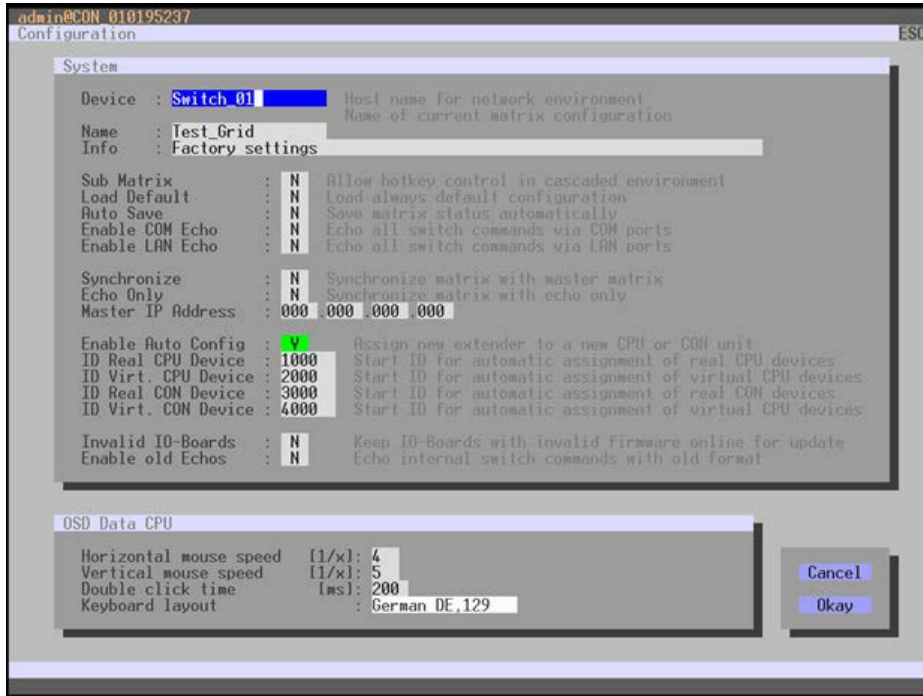 admin@CON_010195237
Configuration ESC
System
Device : Switch_01 Host name for network environment
Name of current matrix configuration
Name : Test_Grid
Info : Factory settings
Sub Matrix : N Allow hotkey control in cascaded environment
Load Default : N Load always default configuration
Auto Save : N Save matrix status automatically
Enable COM Echo : N Echo all switch commands via COM ports
Enable LAN Echo : N Echo all switch commands via LAN ports
Synchronize : N Synchronize matrix with master matrix
Echo Only : N Synchronize matrix with echo only
Master IP Address : 000 .000 .000 .000
Enable Auto Config : Y Assign new extender to a new CPU or CON unit
ID Real CPU Device : 1000 Start ID for automatic assignment of real CPU devices
ID Virt. CPU Device : 2000 Start ID for automatic assignment of virtual CPU devices
ID Real CON Device : 3000 Start ID for automatic assignment of real CON devices
ID Virt. CON Device : 4000 Start ID for automatic assignment of virtual CPU devices
Invalid IO-Boards : N Keep IO-Boards with invalid firmware online for update
Enable old Echos : N Echo internal switch commands with old format
OSD Data CPU
Horizontal mouse speed [1/x]: 4
Vertical mouse speed [1/x]: 5
Double click time [ms]: 200
Keyboard layout : German DE,129
Cancel
Okay